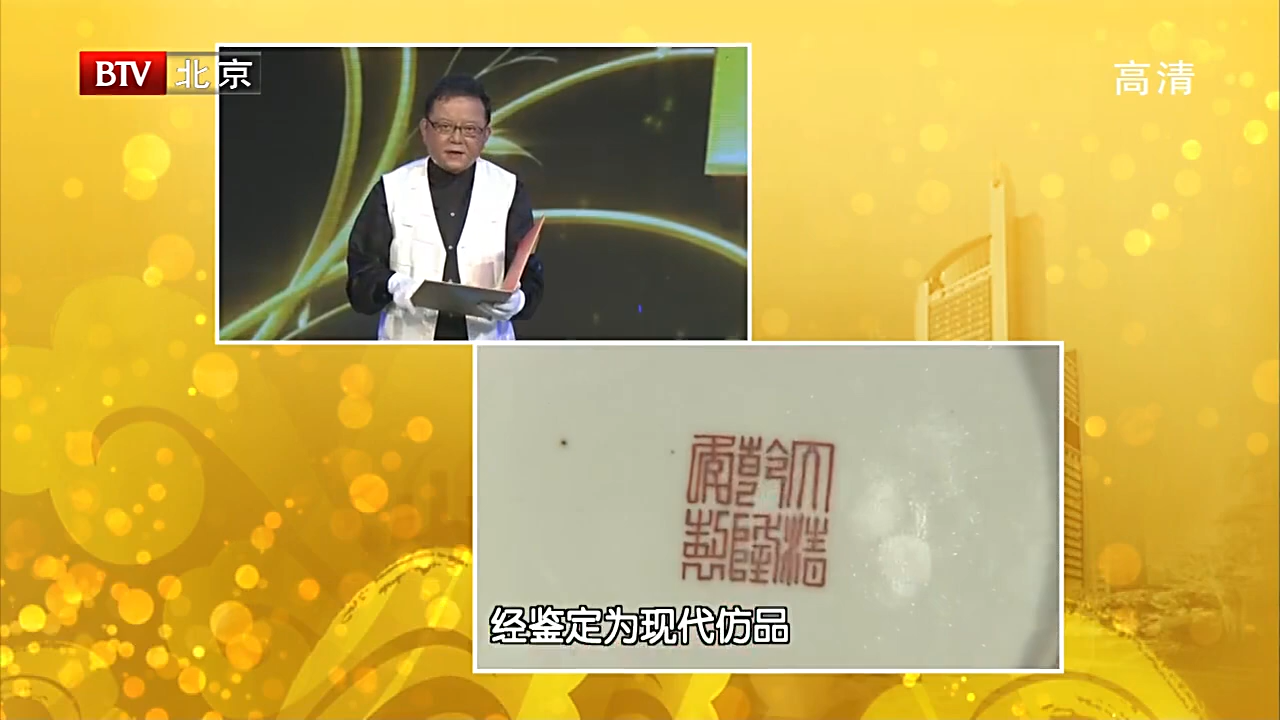 BTV 北京
高清
大清
乾隆
年製
经鉴定为现代仿品